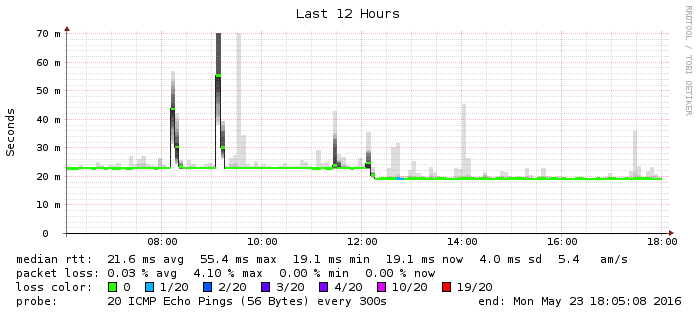 Last 12 Hours
RRDTOOL / TOBI OETIKER
Seconds
70 m
60 m
50 m
40 m
30 m
20 m
10 m
0
08:00 10:00 12:00 14:00 16:00 18:00
median rtt: 21.6 ms avg 55.4 ms max 19.1 ms min 19.1 ms now 4.0 ms sd 5.4 am/s
packet loss: 0.03 % avg 4.10 % max 0.00 % min 0.00 % now
loss color: 0 1/20 2/20 3/20 4/20 10/20 19/20
probe: 20 ICMP Echo Pings (56 Bytes) every 300s end: Mon May 23 18:05:08 2016